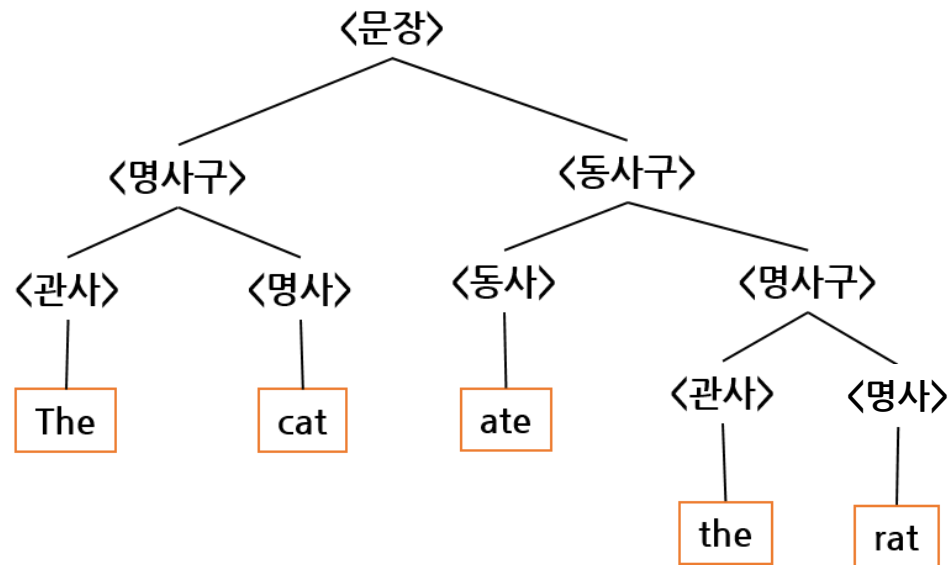 <문장>
<명사구> <동사구>
<관사> <명사> <동사> <명사구>
The cat ate <관사> <명사>
the rat